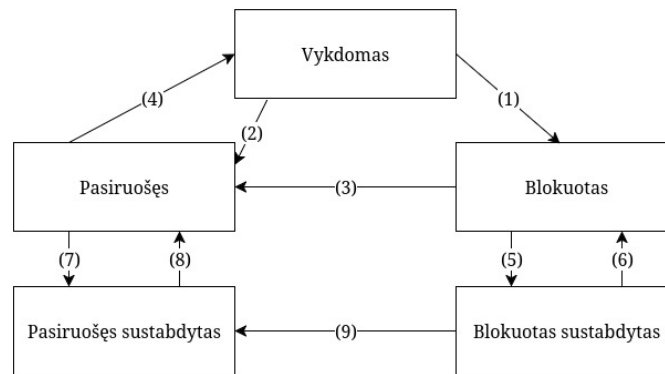 Vykdomas
(4)
(1)
(2)
Pasiruošęs
(3)
Blokuotas
(7)
(8)
(5)
(6)
Pasiruošęs sustabdytas
(9)
Blokuotas sustabdytas